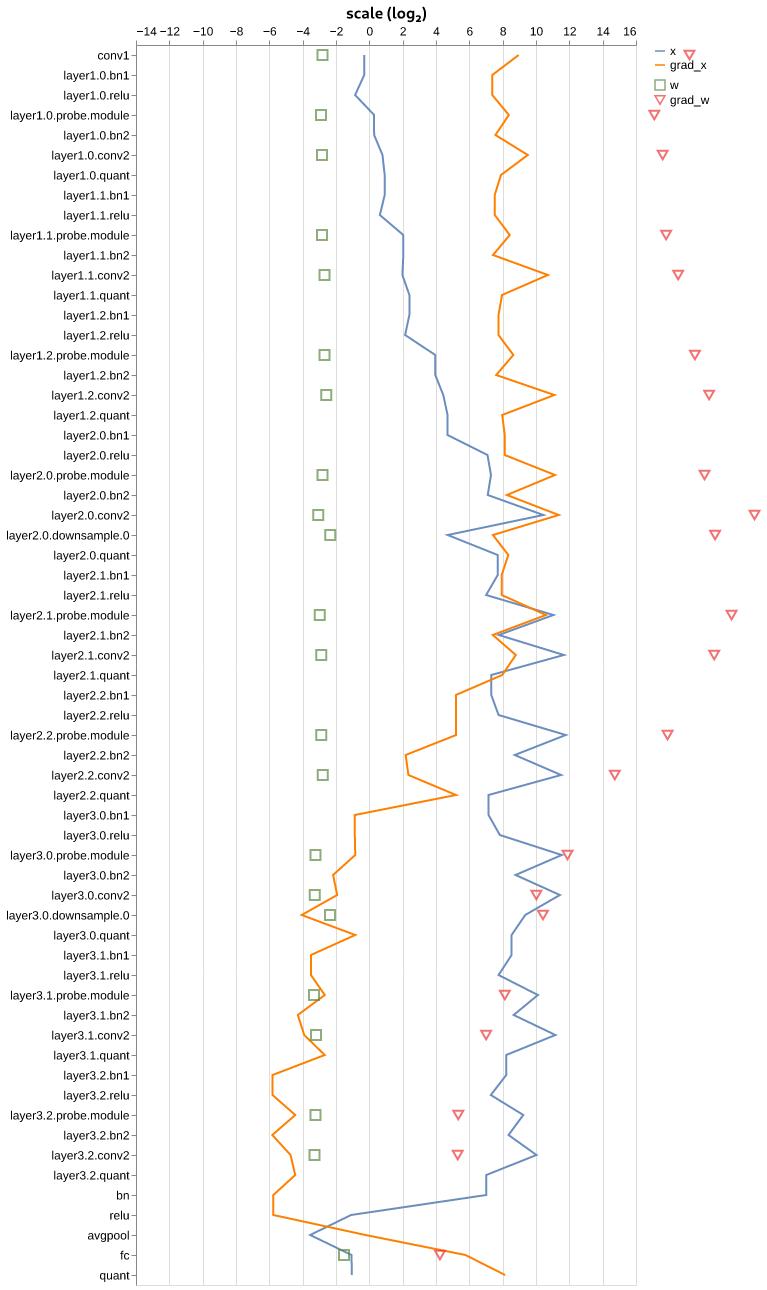 scale (log₂)
−14 −12 −10 −8 −6 −4 −2 0 2 4 6 8 10 12 14 16
x
grad_x
w
grad_w
conv1
layer1.0.bn1
layer1.0.relu
layer1.0.probe.module
layer1.0.bn2
layer1.0.conv2
layer1.0.quant
layer1.1.bn1
layer1.1.relu
layer1.1.probe.module
layer1.1.bn2
layer1.1.conv2
layer1.1.quant
layer1.2.bn1
layer1.2.relu
layer1.2.probe.module
layer1.2.bn2
layer1.2.conv2
layer1.2.quant
layer2.0.bn1
layer2.0.relu
layer2.0.probe.module
layer2.0.bn2
layer2.0.conv2
layer2.0.downsample.0
layer2.0.quant
layer2.1.bn1
layer2.1.relu
layer2.1.probe.module
layer2.1.bn2
layer2.1.conv2
layer2.1.quant
layer2.2.bn1
layer2.2.relu
layer2.2.probe.module
layer2.2.bn2
layer2.2.conv2
layer2.2.quant
layer3.0.bn1
layer3.0.relu
layer3.0.probe.module
layer3.0.bn2
layer3.0.conv2
layer3.0.downsample.0
layer3.0.quant
layer3.1.bn1
layer3.1.relu
layer3.1.probe.module
layer3.1.bn2
layer3.1.conv2
layer3.1.quant
layer3.2.bn1
layer3.2.relu
layer3.2.probe.module
layer3.2.bn2
layer3.2.conv2
layer3.2.quant
bn
relu
avgpool
fc
quant